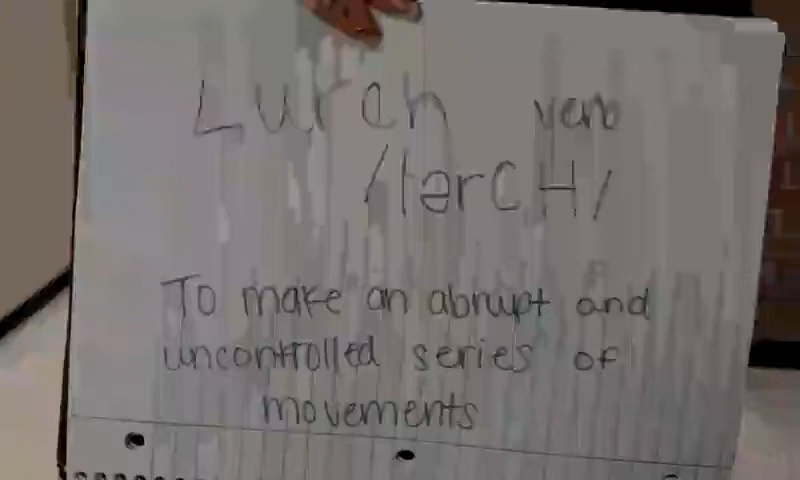 Lurch verb
/lərCH/
To make an abrupt and
uncontrolled series of
movements